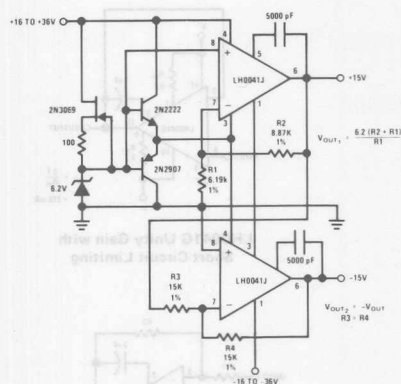 +16 TO +36V
5000 pF
4
8
+
5
LH0041J
6
+15V
2N3069
2N2222
7
−
3
1
R2
8.87K
1%
VOUT1 = 6.2 (R2 + R1)
R1
100
2N2907
R1
6.19k
1%
6.2V
4
3
8
+
5000 pF
LH0041J
6
−15V
R3
15K
1%
7
−
1
VOUT2 = −VOUT
R3 = R4
R4
15K
1%
-16 TO -36V